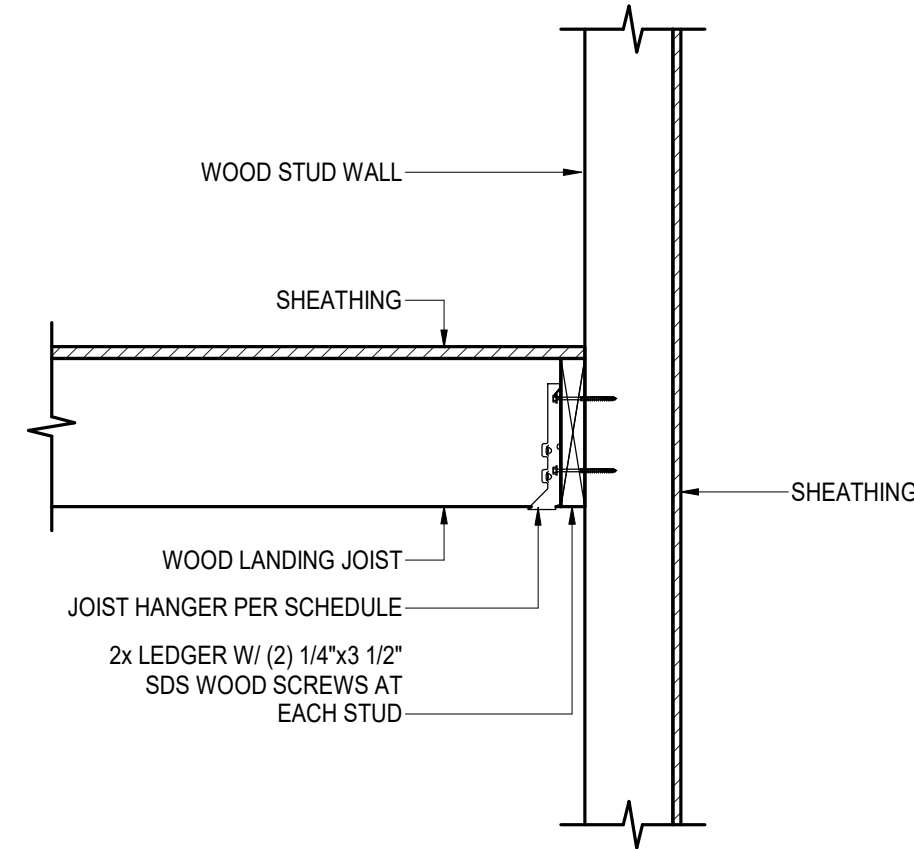 WOOD STUD WALL
SHEATHING
SHEATHING
WOOD LANDING JOIST
JOIST HANGER PER SCHEDULE
2x LEDGER W/ (2) 1/4"x3 1/2"
SDS WOOD SCREWS AT
EACH STUD